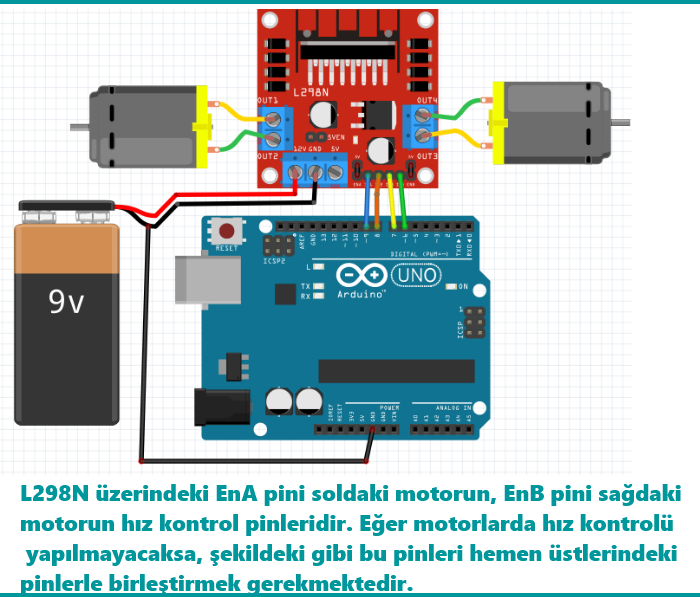 L298N
OUT1
OUT4
5VEN
OUT2
12V GND 5V
OUT3
9v
RESET
ICSP2
AREF
GND
13
12
~11
~10
~9
8
7
~6
~5
4
~3
2
TX0▶1
RX0◀0
DIGITAL (PWM=~)
L
TX
RX
UNO
Arduino™
ON
ICSP
IOREF
RESET
3V3
5V
GND
GND
VIN
POWER
ANALOG IN
A0
A1
A2
A3
A4
A5
L298N üzerindeki EnA pini soldaki motorun, EnB pini sağdaki
motorun hız kontrol pinleridir. Eğer motorlarda hız kontrolü
yapılmayacaksa, şekildeki gibi bu pinleri hemen üstlerindeki
pinlerle birleştirmek gerekmektedir.